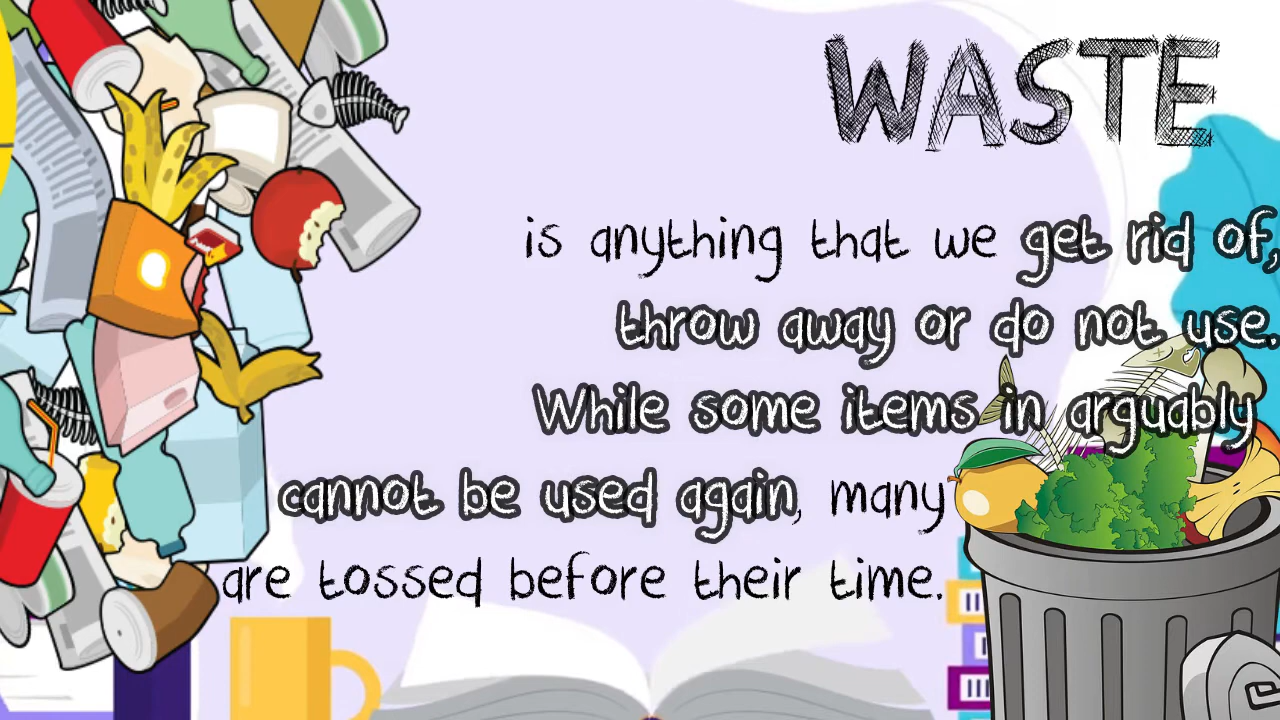 WASTE
is anything that we get rid of,
throw away or do not use.
While some items in arguably
cannot be used again, many
are tossed before their time.